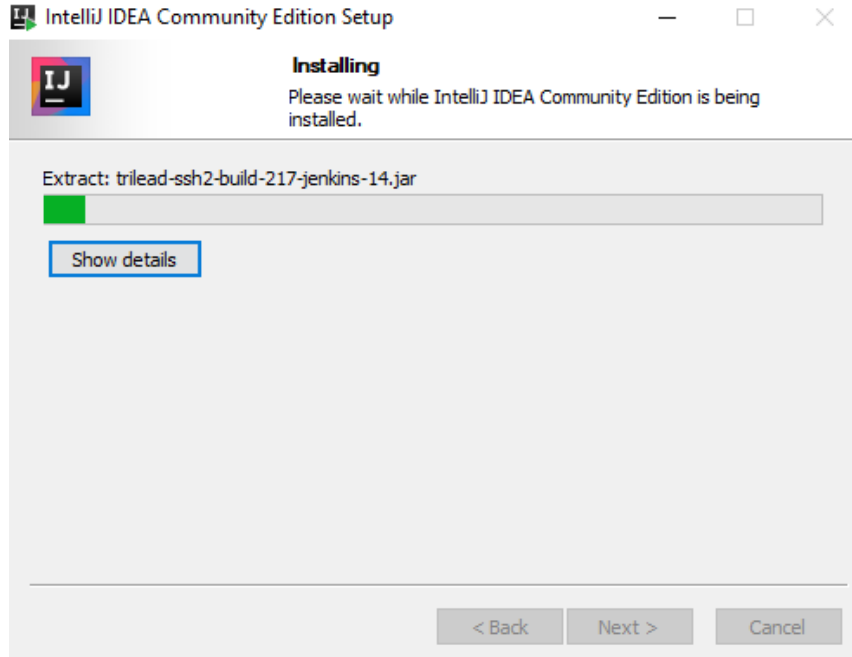 IntelliJ IDEA Community Edition Setup
IJ
Installing
Please wait while IntelliJ IDEA Community Edition is being
installed.
Extract: trilead-ssh2-build-217-jenkins-14.jar
Show details
< Back
Next >
Cancel